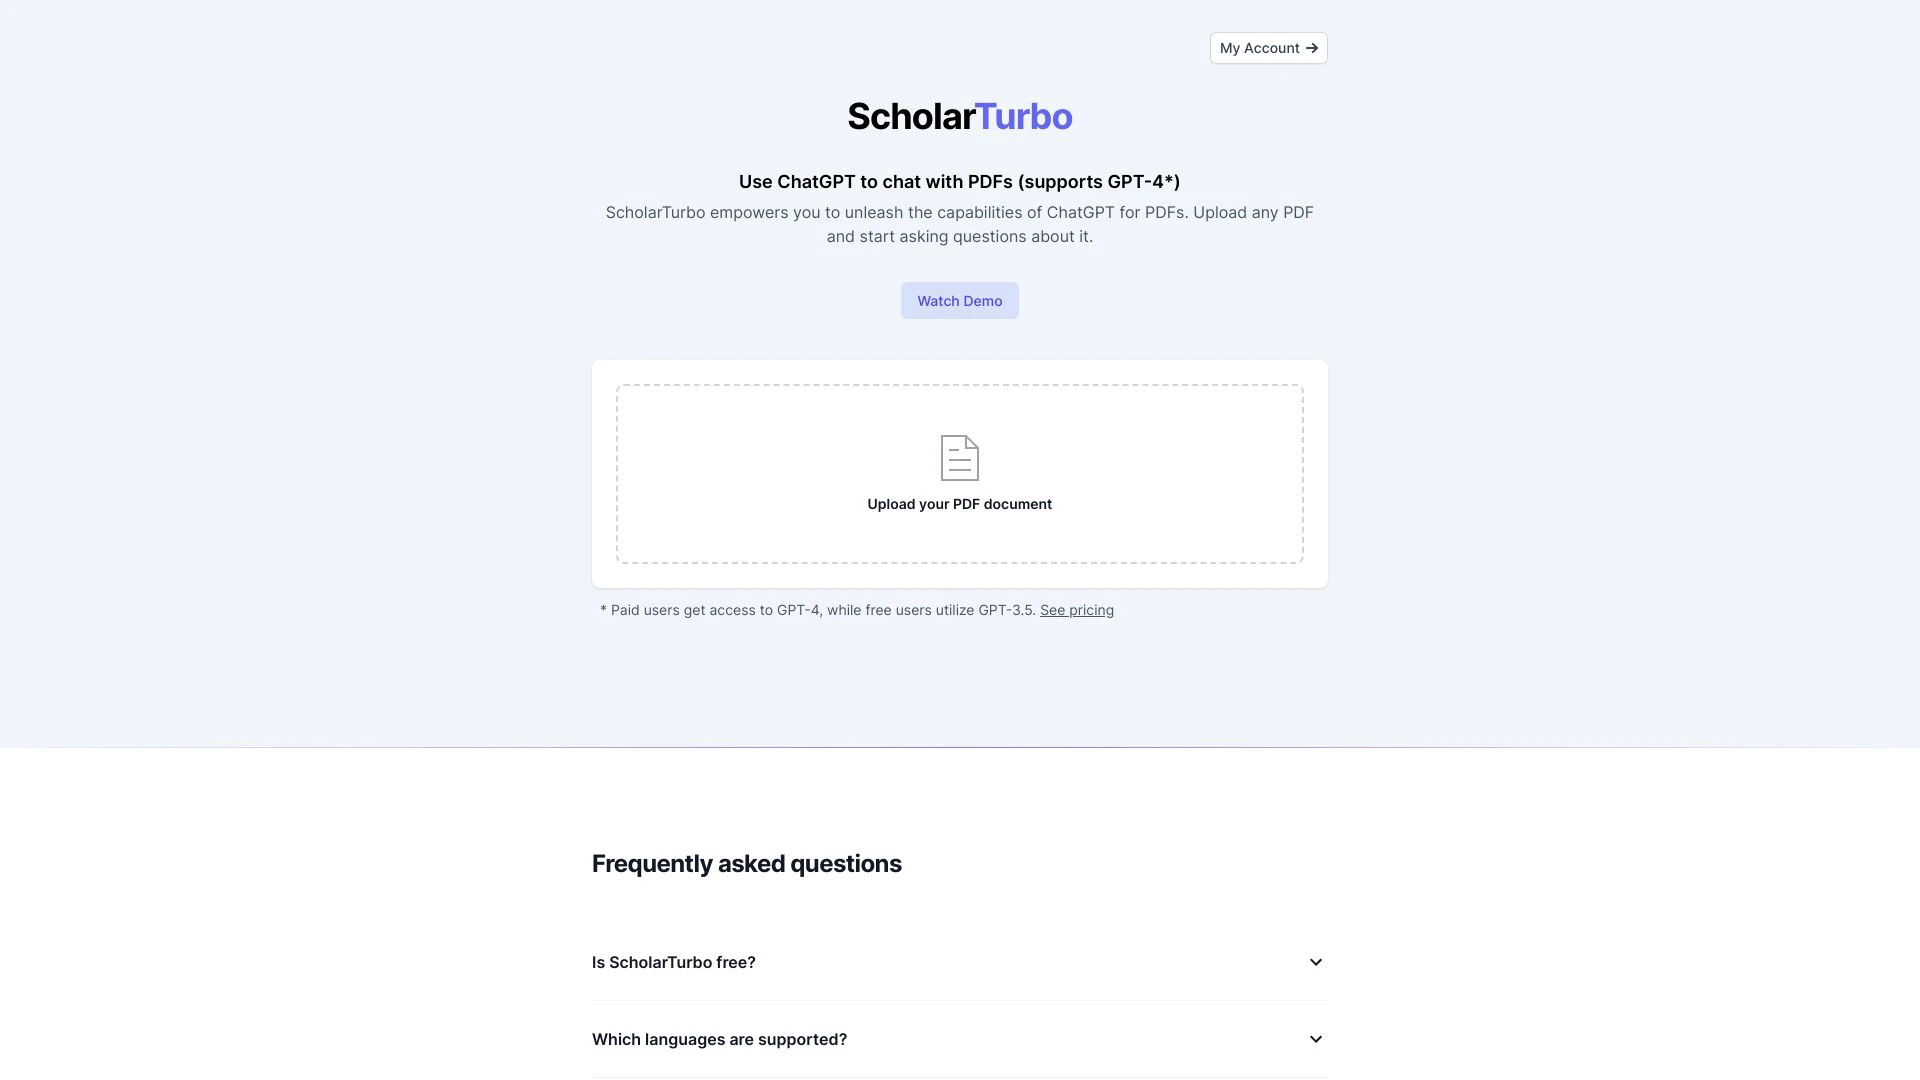 My Account →
ScholarTurbo
Use ChatGPT to chat with PDFs (supports GPT-4*)
ScholarTurbo empowers you to unleash the capabilities of ChatGPT for PDFs. Upload any PDF
and start asking questions about it.
Watch Demo
Upload your PDF document
* Paid users get access to GPT-4, while free users utilize GPT-3.5. See pricing
Frequently asked questions
Is ScholarTurbo free?
Which languages are supported?